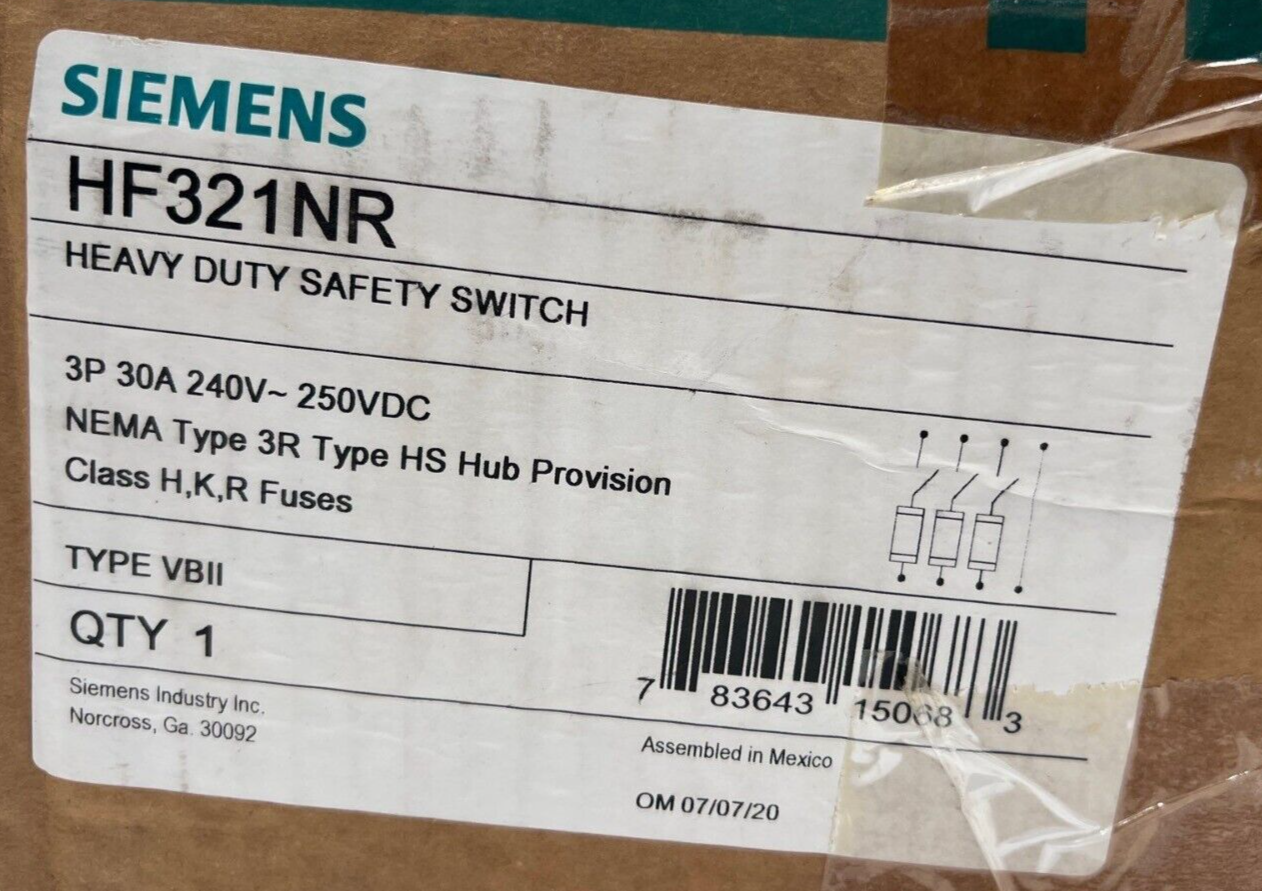 SIEMENS
HF321NR
HEAVY DUTY SAFETY SWITCH
3P 30A 240V~ 250VDC
NEMA Type 3R Type HS Hub Provision
Class H,K,R Fuses
TYPE VBII
QTY 1
7 83643 15068 3
Siemens Industry Inc.
Norcross, Ga. 30092
Assembled in Mexico
OM 07/07/20